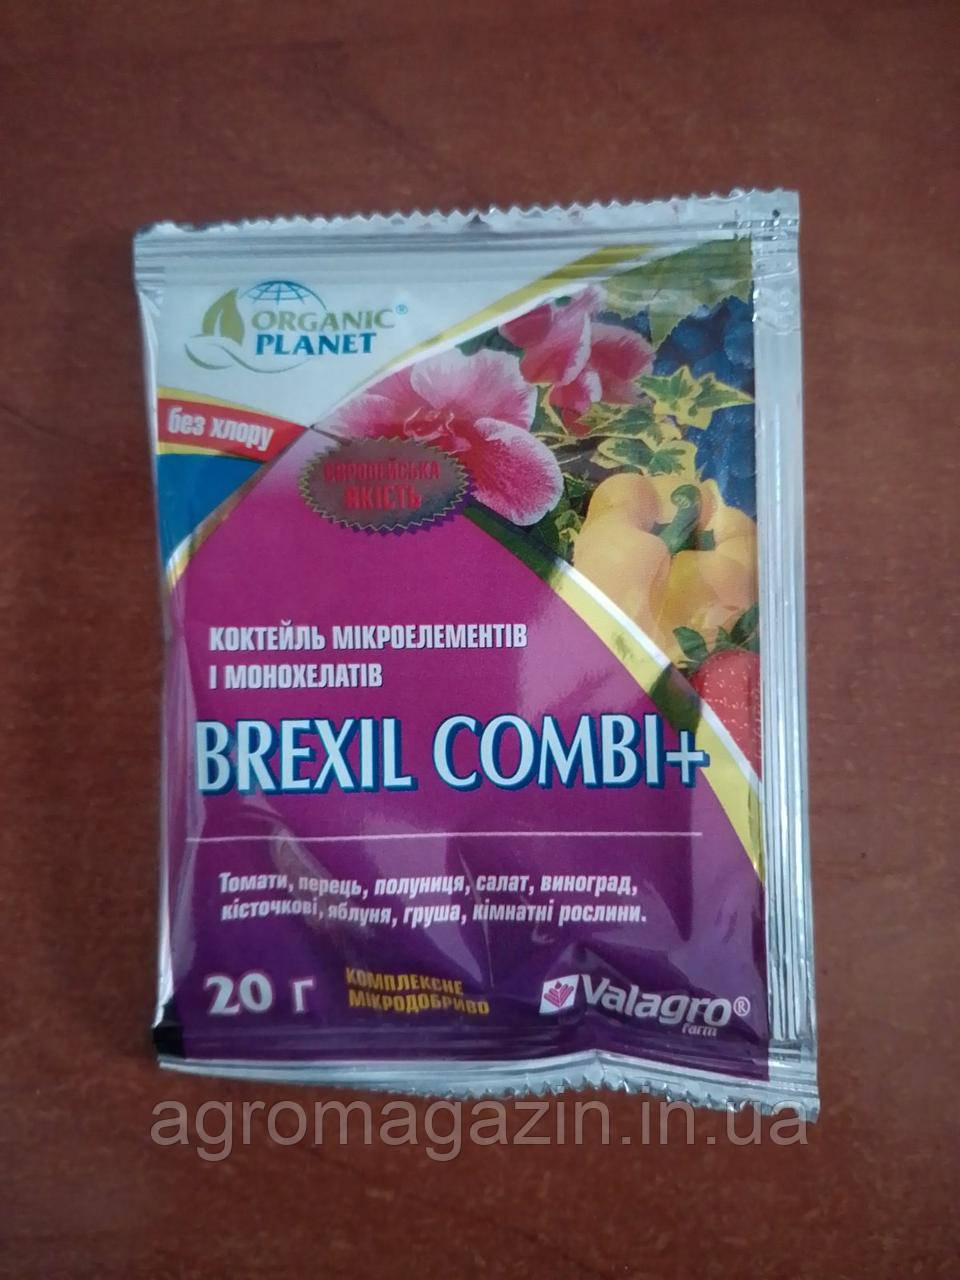 ORGANIC®
PLANET
без хлору
ЄВРОПЕЙСЬКА
ЯКІСТЬ
КОКТЕЙЛЬ МІКРОЕЛЕМЕНТІВ
І МОНОХЕЛАТІВ
BREXIL COMBI+
Томати, перець, полуниця, салат, виноград,
кісточкові, яблуня, груша, кімнатні рослини.
20 г
КОМПЛЕКСНЕ
МІКРОДОБРИВО
Valagro®
Farm
agromagazin.in.ua